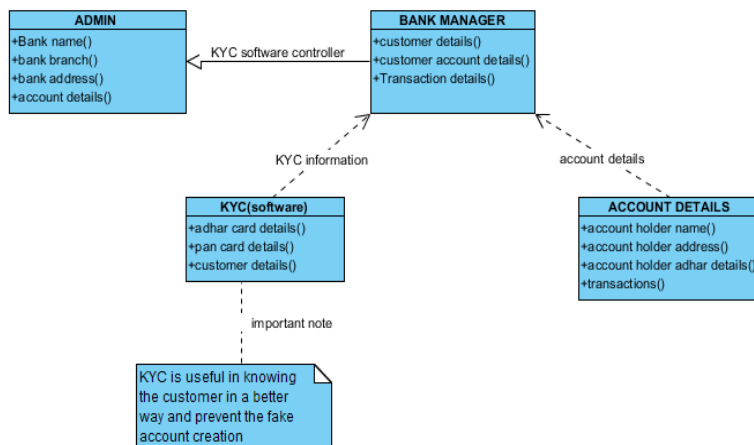 ADMIN
+Bank name()
+bank branch()
+bank address()
+account details()
KYC software controller
BANK MANAGER
+customer details()
+customer account details()
+Transaction details()
KYC information
account details
KYC(software)
+adhar card details()
+pan card details()
+customer details()
ACCOUNT DETAILS
+account holder name()
+account holder address()
+account holder adhar details()
+transactions()
important note
KYC is useful in knowing
the customer in a better
way and prevent the fake
account creation